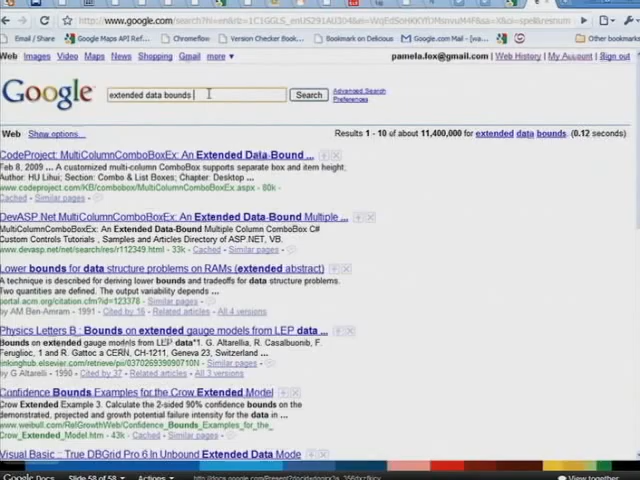 http://www.google.com/search?hl=en&rlz=1C1GGLS_
Google Maps API Ref...
Chromeflow
Version Checker Book...
Bookmark on Delicious
Google.com Mail
Other bookmarks
Web Images Video News Shopping Gmail more ▼
pamela.fox@gmail.com | Web History | My Account | Sign out
Google
extended data bounds
Search
Advanced Search
Preferences
Web Show options...
Results 1 - 10 of about 11,400,000 for extended data bounds. (0.12 seconds)
CodeProject: MultiColumnComboBoxEx: An Extended Data-Bound ...
Feb 8, 2009 ... A customized multi-column ComboBox supports separate box and item height,
Author: HU Lihui; Section: Combo & List Boxes; Chapter: Desktop ...
www.codeproject.com/KB/combobox/MultiColumnComboBoxEx.aspx - 80k -
Cached - Similar pages -
DevASP.Net MultiColumnComboBoxEx: An Extended Data-Bound Multiple ...
MultiColumnComboBoxEx: An Extended Data-Bound Multiple Column ComboBox C#
Custom Controls Tutorials , Samples and Articles Directory of ASP.NET, VB.
www.devasp.net/net/search/res/r112349.html - 33k - Cached - Similar pages -
Lower bounds for data structure problems on RAMs (extended abstract)
A technique is described for deriving lower bounds and tradeoffs for data structure problems.
Two quantities are defined. The output variability depends ...
portal.acm.org/citation.cfm?id=123378 - Similar pages -
by AM Ben-Amram - 1991 - Cited by 16 - Related articles - All 4 versions
Physics Letters B : Bounds on extended gauge models from LEP data ...
Bounds on extended gauge models from LEP data*1. G. Altarella, R. Casalbuonib, F.
Feruglioc, 1 and R. Gattoc a CERN, CH-1211, Geneva 23, Switzerland ...
linkinghub.elsevier.com/retrieve/pii/037026939090710N - Similar pages -
by G Altarelli - 1990 - Cited by 37 - Related articles - All 3 versions
Confidence Bounds Examples for the Crow Extended Model
Crow Extended Example 3. Calculate the 2-sided 90% confidence bounds on the
demonstrated, projected and growth potential failure intensity for the data in ...
www.weibull.com/RelGrowthWeb/Confidence_Bounds_Examples_for_the_
Crow_Extended_Model.htm - 43k - Cached - Similar pages -
Visual Basic :: True DBGrid Pro 6 In Unbound Extended Data Mode
Google Docs Slide 58 of 58 Actions View together